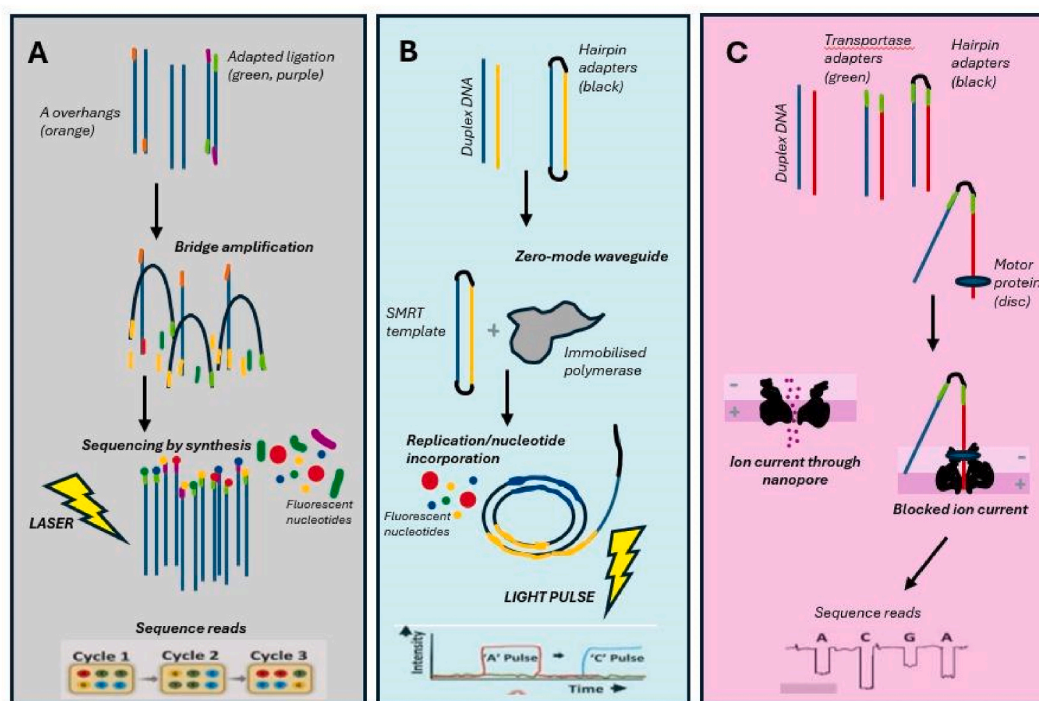 A
Adapted ligation
(green, purple)
A overhangs
(orange)
Bridge amplification
Sequencing by synthesis
LASER
Fluorescent
nucleotides
Sequence reads
Cycle 1
Cycle 2
Cycle 3
B
Hairpin
adapters
(black)
Duplex DNA
Zero-mode waveguide
SMRT
template
+
Immobilised
polymerase
Replication/nucleotide
incorporation
Fluorescent
nucleotides
LIGHT PULSE
Intensity
'A' Pulse
'C' Pulse
Time
C
Transportase
adapters
(green)
Hairpin
adapters
(black)
Duplex DNA
Motor
protein
(disc)
-
+
Ion current through
nanopore
-
+
Blocked ion current
Sequence reads
A C G A